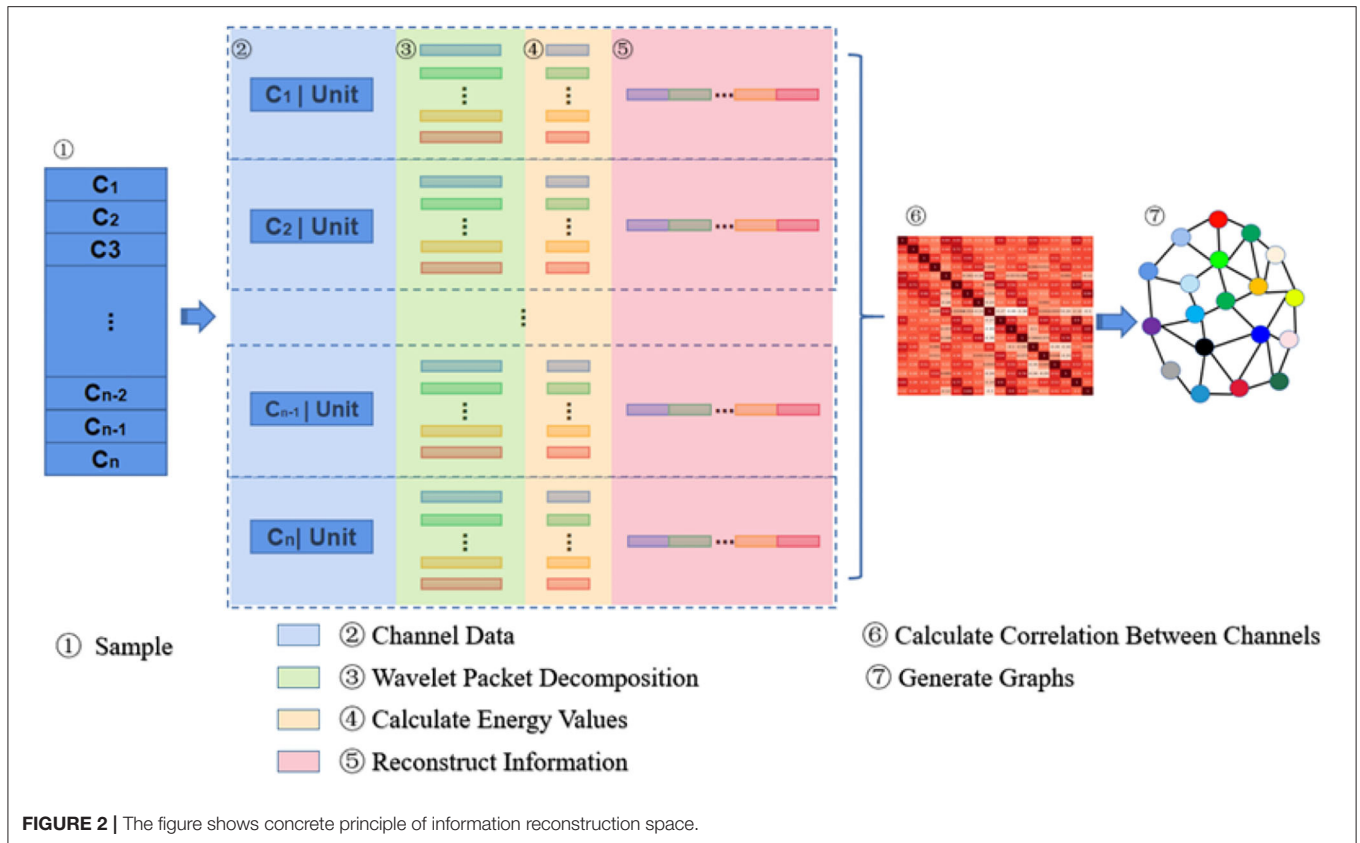 ①
C1
C2
C3
⋮
Cn-2
Cn-1
Cn
② ③ ④ ⑤
C1 | Unit
C2 | Unit
Cn-1 | Unit
Cn | Unit
⑥
⑦
① Sample
② Channel Data
③ Wavelet Packet Decomposition
④ Calculate Energy Values
⑤ Reconstruct Information
⑥ Calculate Correlation Between Channels
⑦ Generate Graphs
FIGURE 2 | The figure shows concrete principle of information reconstruction space.